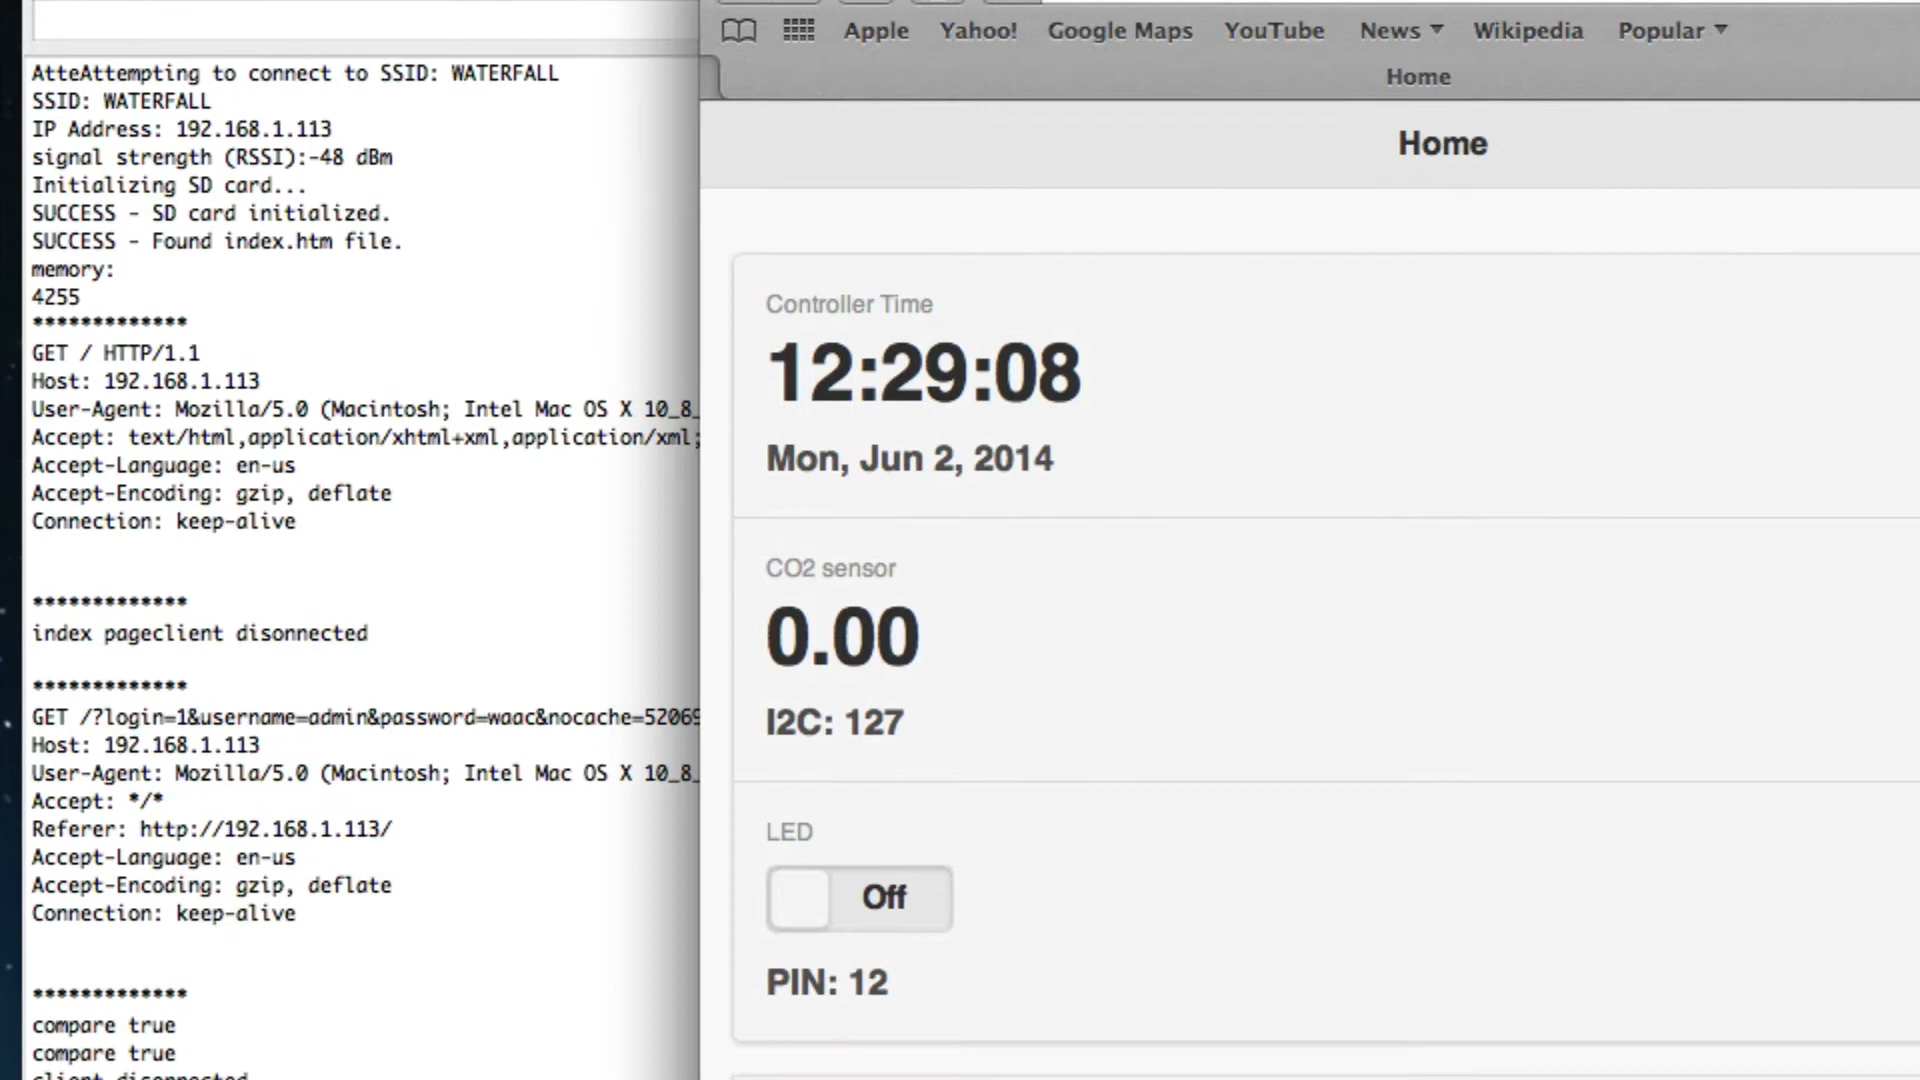 AtteAttempting to connect to SSID: WATERFALL
SSID: WATERFALL
IP Address: 192.168.1.113
signal strength (RSSI):-48 dBm
Initializing SD card...
SUCCESS - SD card initialized.
SUCCESS - Found index.htm file.
memory:
4255
*************
GET / HTTP/1.1
Host: 192.168.1.113
User-Agent: Mozilla/5.0 (Macintosh; Intel Mac OS X 10_8_
Accept: text/html,application/xhtml+xml,application/xml;
Accept-Language: en-us
Accept-Encoding: gzip, deflate
Connection: keep-alive
*************
index pageclient disonnected
*************
GET /?login=1&username=admin&password=waac&nocache=52069
Host: 192.168.1.113
User-Agent: Mozilla/5.0 (Macintosh; Intel Mac OS X 10_8_
Accept: */*
Referer: http://192.168.1.113/
Accept-Language: en-us
Accept-Encoding: gzip, deflate
Connection: keep-alive
*************
compare true
compare true
client disonnected
Apple Yahoo! Google Maps YouTube News Wikipedia Popular
Home
Home
Controller Time
12:29:08
Mon, Jun 2, 2014
CO2 sensor
0.00
I2C: 127
LED
Off
PIN: 12